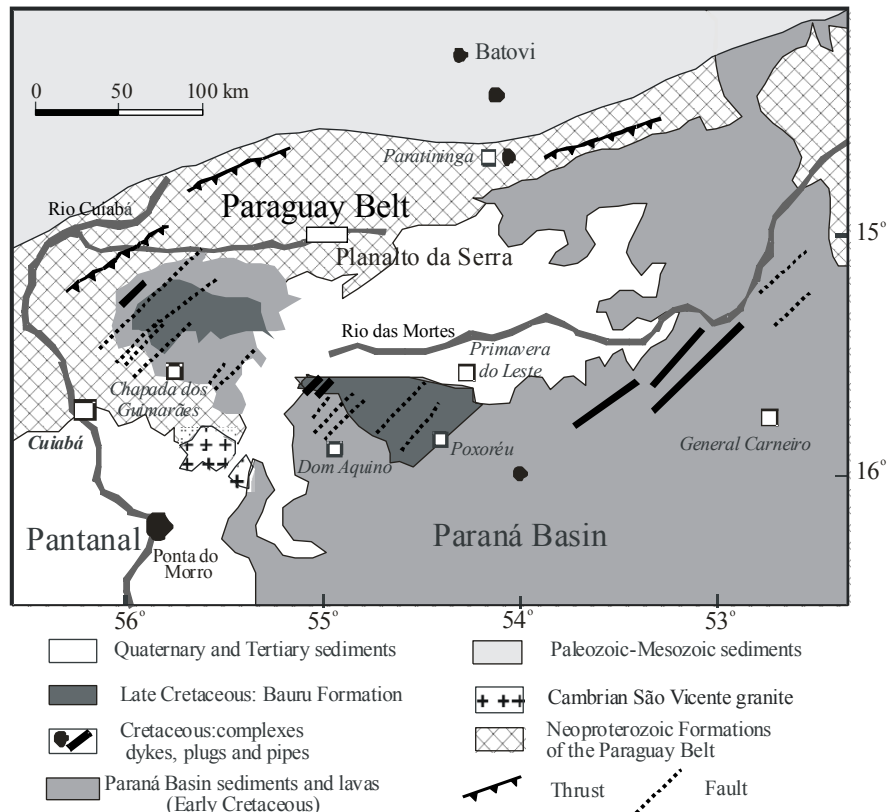 Batovi
0 50 100 km
Paratininga
Rio Cuiabá
Paraguay Belt
15°
Planalto da Serra
Rio das Mortes
Primavera
do Leste
Chapada dos
Guimarães
Cuiabá
Dom Aquino
Poxoréu
General Carneiro
16°
Pantanal
Ponta do
Morro
Paraná Basin
56° 55° 54° 53°
Quaternary and Tertiary sediments
Late Cretaceous: Bauru Formation
Cretaceous:complexes
dykes, plugs and pipes
Paraná Basin sediments and lavas
(Early Cretaceous)
Paleozoic-Mesozoic sediments
Cambrian São Vicente granite
Neoproterozoic Formations
of the Paraguay Belt
Thrust
Fault